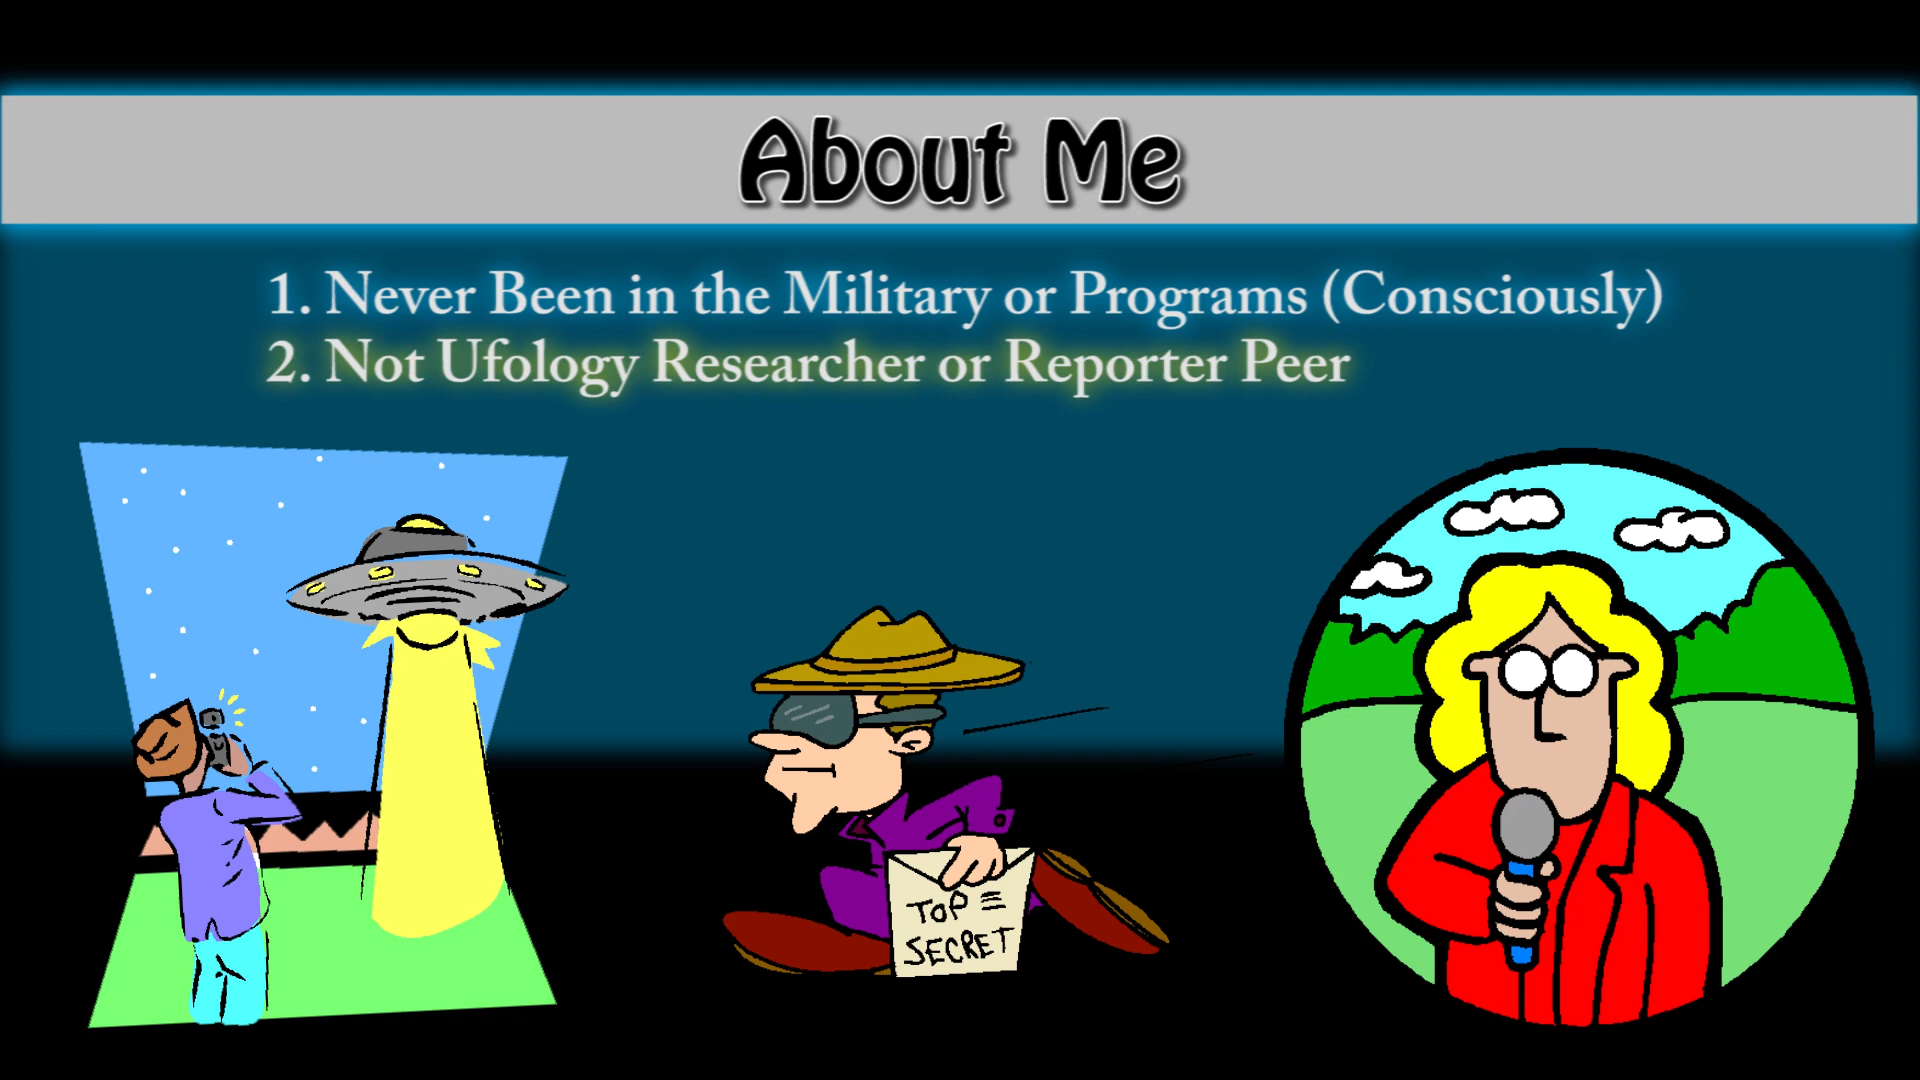 About Me
1. Never Been in the Military or Programs (Consciously)
2. Not Ufology Researcher or Reporter Peer
TOP
SECRET